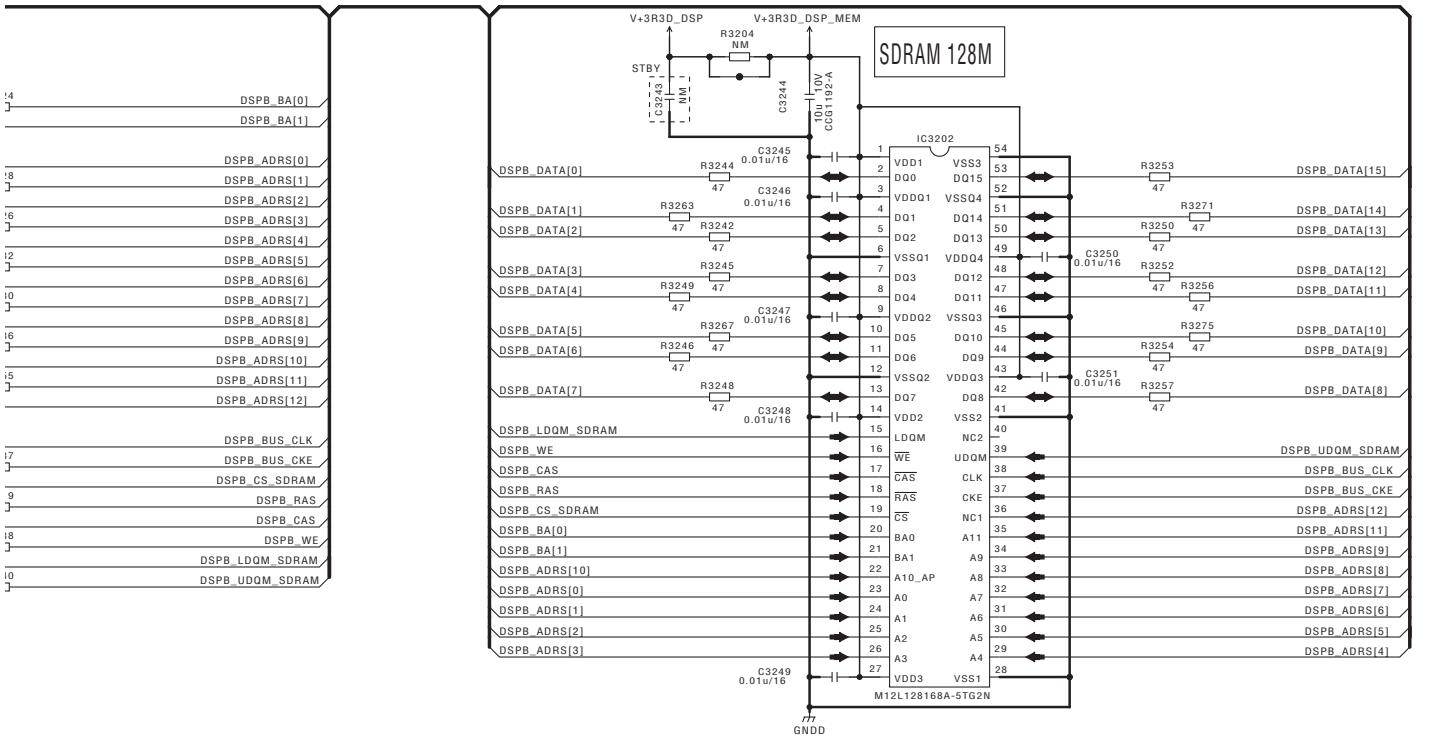 V+3R3D_DSP
V+3R3D_DSP_MEM
R3204
NM
SDRAM 128M
STBY
C3243
NM
C3244
10u 10V
CCG1192-A
24
DSPB_BA[0]
DSPB_BA[1]
DSPB_ADRS[0]
28
DSPB_ADRS[1]
DSPB_ADRS[2]
26
DSPB_ADRS[3]
DSPB_ADRS[4]
32
DSPB_ADRS[5]
DSPB_ADRS[6]
DSPB_ADRS[7]
DSPB_ADRS[8]
36
DSPB_ADRS[9]
DSPB_ADRS[10]
55
DSPB_ADRS[11]
DSPB_ADRS[12]
DSPB_BUS_CLK
37
DSPB_BUS_CKE
DSPB_CS_SDRAM
9
DSPB_RAS
DSPB_CAS
38
DSPB_WE
DSPB_LDQM_SDRAM
DSPB_UDQM_SDRAM
DSPB_DATA[0]
R3244
47
DSPB_DATA[1]
R3263
47
DSPB_DATA[2]
R3242
47
DSPB_DATA[3]
R3245
47
DSPB_DATA[4]
R3249
47
DSPB_DATA[5]
R3267
47
DSPB_DATA[6]
R3246
47
DSPB_DATA[7]
R3248
47
DSPB_LDQM_SDRAM
DSPB_WE
DSPB_CAS
DSPB_RAS
DSPB_CS_SDRAM
DSPB_BA[0]
DSPB_BA[1]
DSPB_ADRS[10]
DSPB_ADRS[0]
DSPB_ADRS[1]
DSPB_ADRS[2]
DSPB_ADRS[3]
C3245
0.01u/16
C3246
0.01u/16
C3247
0.01u/16
C3248
0.01u/16
C3249
0.01u/16
IC3202
1 VDD1 VSS3 54
2 DQ0 DQ15 53
3 VDDQ1 VSSQ4 52
4 DQ1 DQ14 51
5 DQ2 DQ13 50
6 VSSQ1 VDDQ4 49
7 DQ3 DQ12 48
8 DQ4 DQ11 47
9 VDDQ2 VSSQ3 46
10 DQ5 DQ10 45
11 DQ6 DQ9 44
12 VSSQ2 VDDQ3 43
13 DQ7 DQ8 42
14 VDD2 VSS2 41
15 LDQM NC2 40
16 WE UDQM 39
17 CAS CLK 38
18 RAS CKE 37
19 CS NC1 36
20 BA0 A11 35
21 BA1 A9 34
22 A10_AP A8 33
23 A0 A7 32
24 A1 A6 31
25 A2 A5 30
26 A3 A4 29
27 VDD3 VSS1 28
M12L128168A-5TG2N
GNDD
C3250
0.01u/16
C3251
0.01u/16
R3253
47
DSPB_DATA[15]
R3271
47
DSPB_DATA[14]
R3250
47
DSPB_DATA[13]
R3252
47
DSPB_DATA[12]
R3256
47
DSPB_DATA[11]
R3275
47
DSPB_DATA[10]
R3254
47
DSPB_DATA[9]
R3257
47
DSPB_DATA[8]
DSPB_UDQM_SDRAM
DSPB_BUS_CLK
DSPB_BUS_CKE
DSPB_ADRS[12]
DSPB_ADRS[11]
DSPB_ADRS[9]
DSPB_ADRS[8]
DSPB_ADRS[7]
DSPB_ADRS[6]
DSPB_ADRS[5]
DSPB_ADRS[4]